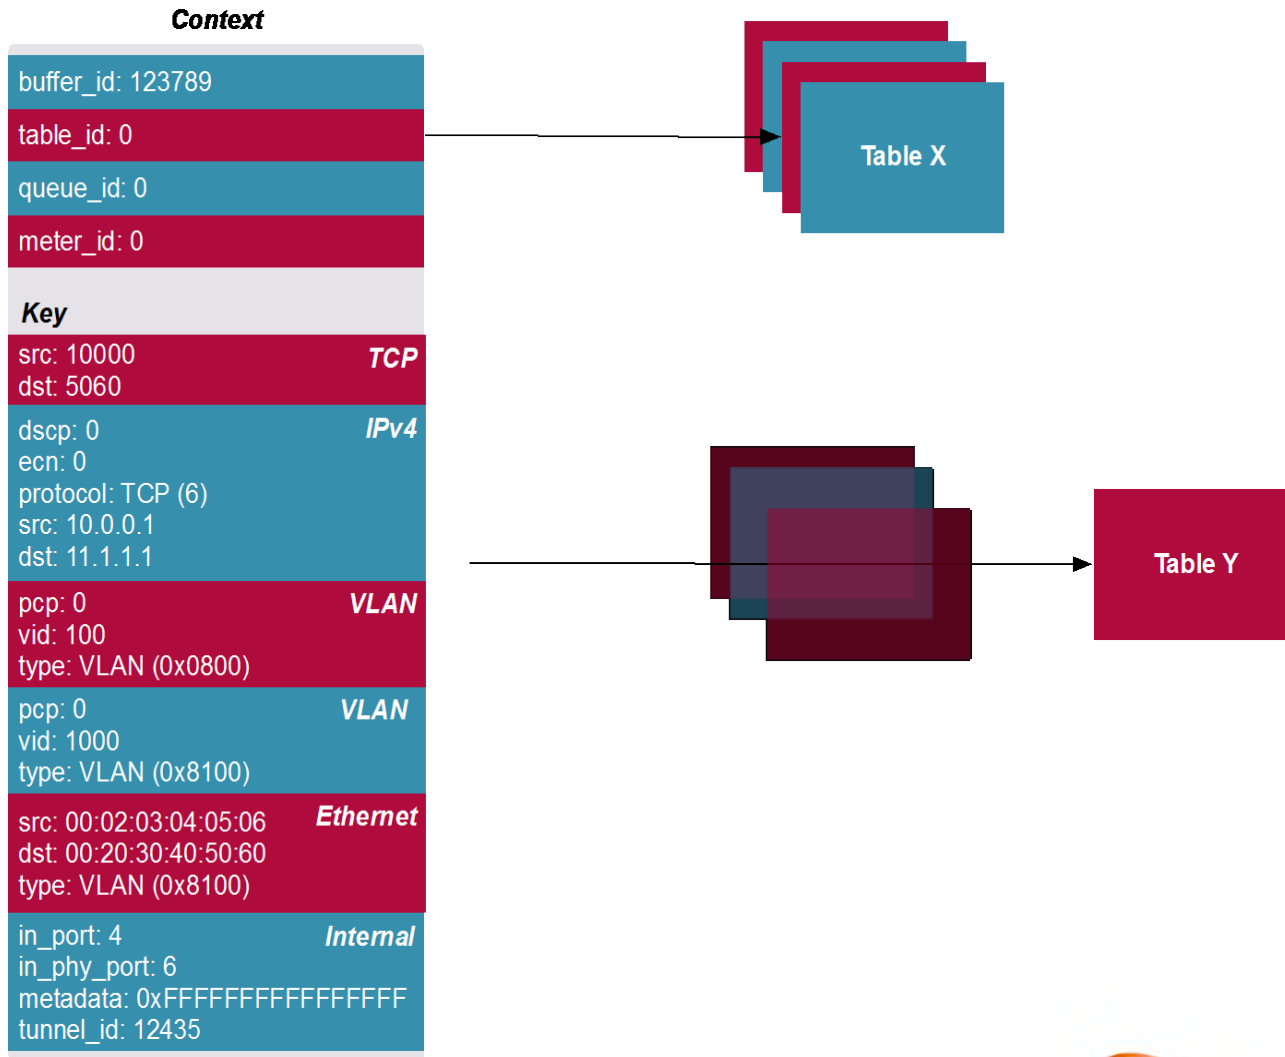 Context
buffer_id: 123789
table_id: 0
queue_id: 0
meter_id: 0
Key
src: 10000
TCP
dst: 5060
dscp: 0
IPv4
ecn: 0
protocol: TCP (6)
src: 10.0.0.1
dst: 11.1.1.1
pcp: 0
VLAN
vid: 100
type: VLAN (0x0800)
pcp: 0
VLAN
vid: 1000
type: VLAN (0x8100)
src: 00:02:03:04:05:06
Ethernet
dst: 00:20:30:40:50:60
type: VLAN (0x8100)
in_port: 4
Internal
in_phy_port: 6
metadata: 0xFFFFFFFFFFFFFFFF
tunnel_id: 12435
Table X
Table Y